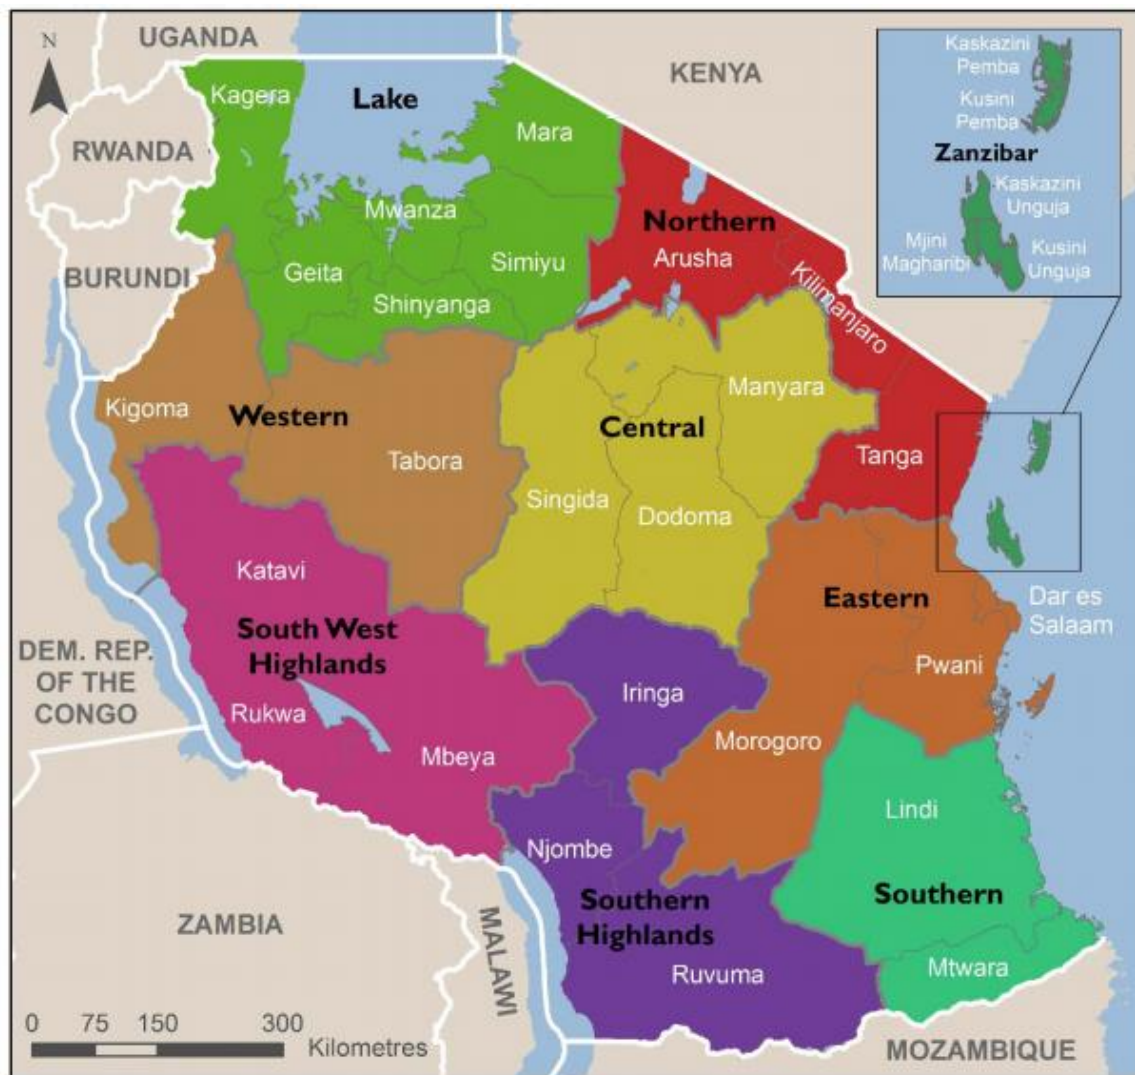 N
UGANDA
KENYA
RWANDA
BURUNDI
DEM. REP.
OF THE
CONGO
ZAMBIA
MALAWI
MOZAMBIQUE
Lake
Kagera
Mara
Mwanza
Geita
Simiyu
Shinyanga
Northern
Arusha
Kilimanjaro
Tanga
Western
Kigoma
Tabora
Central
Manyara
Singida
Dodoma
South West
Highlands
Katavi
Rukwa
Mbeya
Eastern
Dar es
Salaam
Pwani
Morogoro
Iringa
Njombe
Southern
Highlands
Ruvuma
Lindi
Southern
Mtwara
Kaskazini
Pemba
Kusini
Pemba
Zanzibar
Kaskazini
Unguja
Mjini
Magharibi
Kusini
Unguja
0 75 150 300
Kilometres